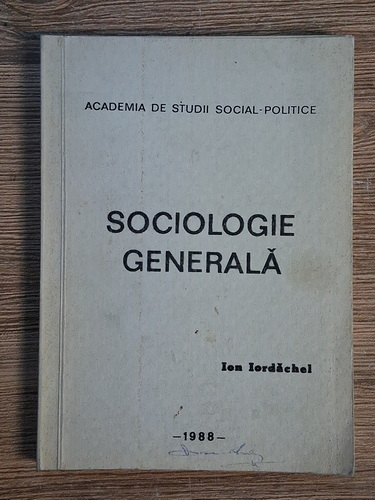 ACADEMIA DE STUDII SOCIAL-POLITICE
SOCIOLOGIE
GENERALĂ
Ion Iordăchel
—1988—